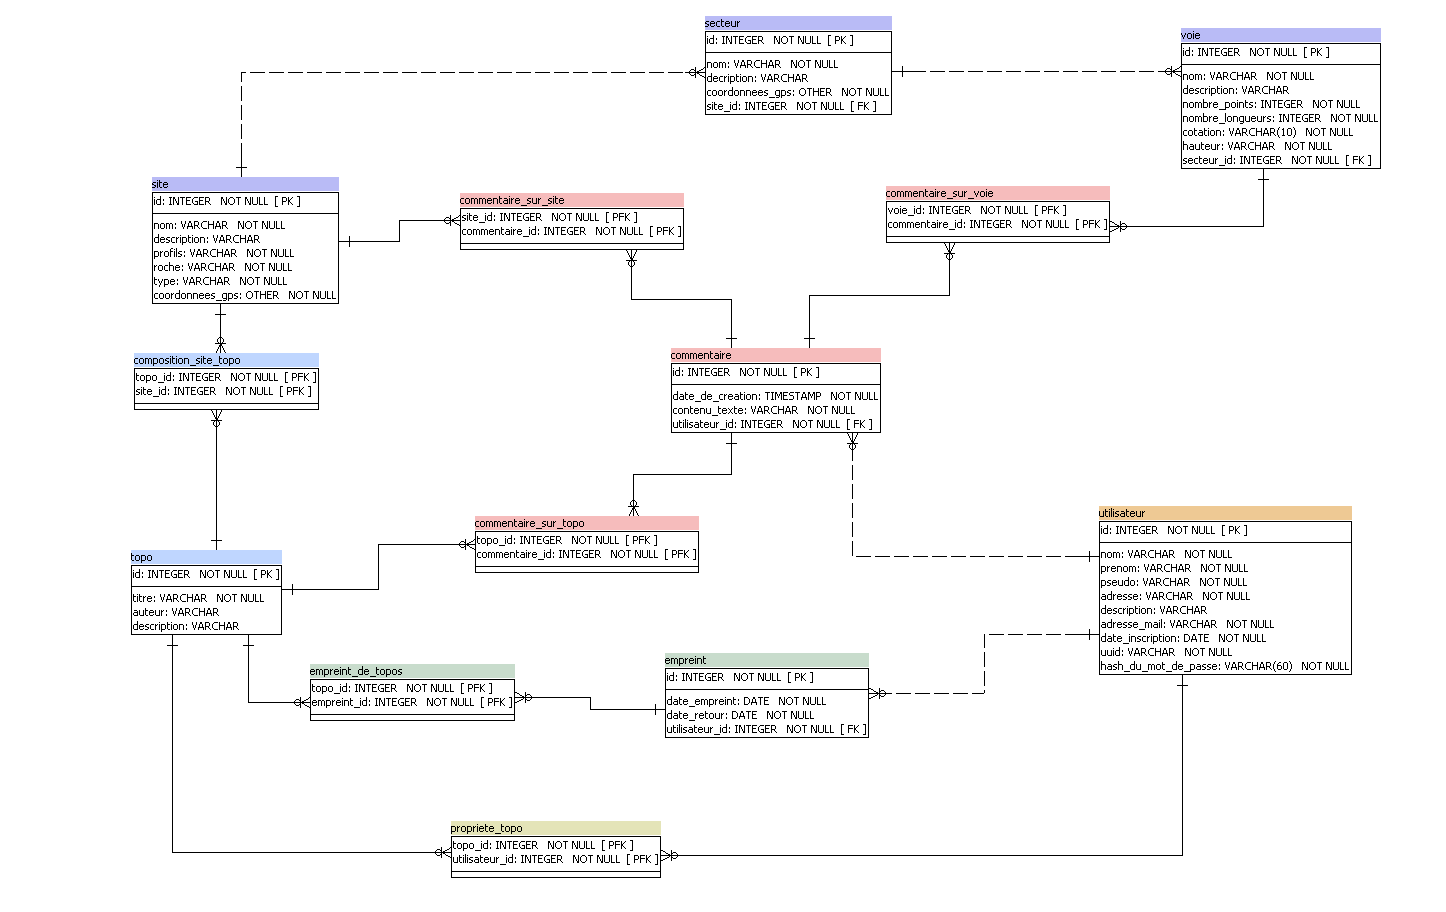 secteur
id: INTEGER NOT NULL [ PK ]
nom: VARCHAR NOT NULL
decription: VARCHAR
coordonnees_gps: OTHER NOT NULL
site_id: INTEGER NOT NULL [ FK ]
voie
id: INTEGER NOT NULL [ PK ]
nom: VARCHAR NOT NULL
description: VARCHAR
nombre_points: INTEGER NOT NULL
nombre_longueurs: INTEGER NOT NULL
cotation: VARCHAR(10) NOT NULL
hauteur: VARCHAR NOT NULL
secteur_id: INTEGER NOT NULL [ FK ]
site
id: INTEGER NOT NULL [ PK ]
nom: VARCHAR NOT NULL
description: VARCHAR
profils: VARCHAR NOT NULL
roche: VARCHAR NOT NULL
type: VARCHAR NOT NULL
coordonnees_gps: OTHER NOT NULL
commentaire_sur_site
site_id: INTEGER NOT NULL [ PFK ]
commentaire_id: INTEGER NOT NULL [ PFK ]
commentaire_sur_voie
voie_id: INTEGER NOT NULL [ PFK ]
commentaire_id: INTEGER NOT NULL [ PFK ]
composition_site_topo
topo_id: INTEGER NOT NULL [ PFK ]
site_id: INTEGER NOT NULL [ PFK ]
commentaire
id: INTEGER NOT NULL [ PK ]
date_de_creation: TIMESTAMP NOT NULL
contenu_texte: VARCHAR NOT NULL
utilisateur_id: INTEGER NOT NULL [ FK ]
commentaire_sur_topo
topo_id: INTEGER NOT NULL [ PFK ]
commentaire_id: INTEGER NOT NULL [ PFK ]
utilisateur
id: INTEGER NOT NULL [ PK ]
nom: VARCHAR NOT NULL
prenom: VARCHAR NOT NULL
pseudo: VARCHAR NOT NULL
adresse: VARCHAR NOT NULL
description: VARCHAR
adresse_mail: VARCHAR NOT NULL
date_inscription: DATE NOT NULL
uuid: VARCHAR NOT NULL
hash_du_mot_de_passe: VARCHAR(60) NOT NULL
topo
id: INTEGER NOT NULL [ PK ]
titre: VARCHAR NOT NULL
auteur: VARCHAR
description: VARCHAR
empreint_de_topos
topo_id: INTEGER NOT NULL [ PFK ]
empreint_id: INTEGER NOT NULL [ PFK ]
empreint
id: INTEGER NOT NULL [ PK ]
date_empreint: DATE NOT NULL
date_retour: DATE NOT NULL
utilisateur_id: INTEGER NOT NULL [ FK ]
propriete_topo
topo_id: INTEGER NOT NULL [ PFK ]
utilisateur_id: INTEGER NOT NULL [ PFK ]